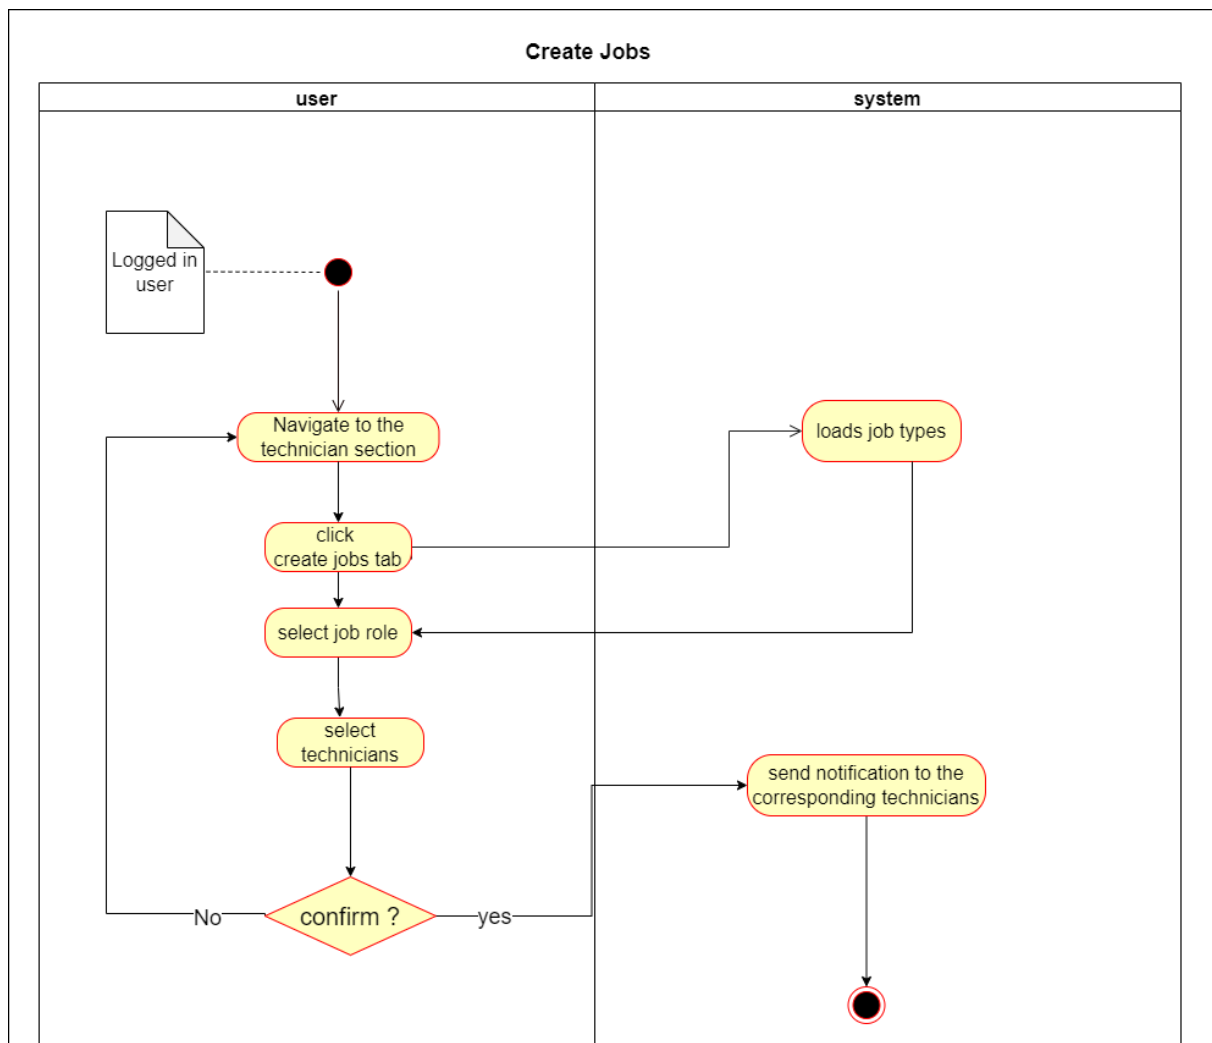 Create Jobs
user
system
Logged in
user
Navigate to the
technician section
loads job types
click
create jobs tab
select job role
select
technicians
send notification to the
corresponding technicians
No
confirm ?
yes